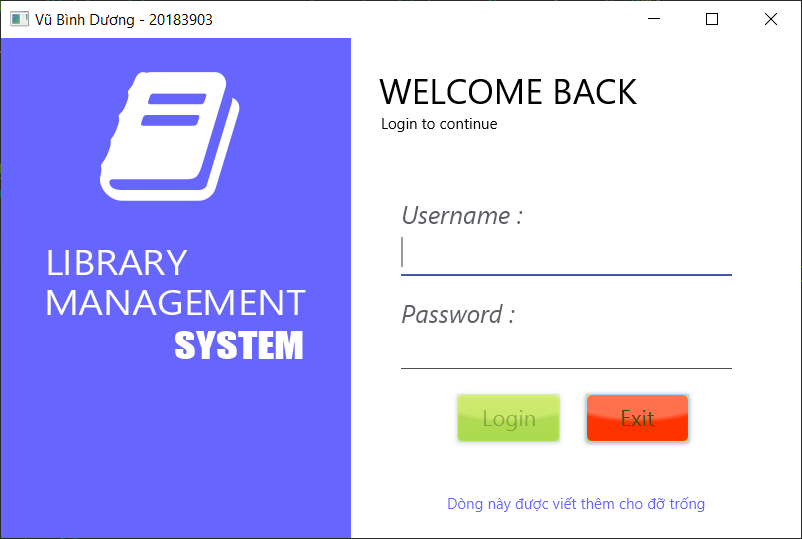 Vũ Bình Dương - 20183903
LIBRARY
MANAGEMENT
SYSTEM
WELCOME BACK
Login to continue
Username :
Password :
Login
Exit
Dòng này được viết thêm cho đỡ trống